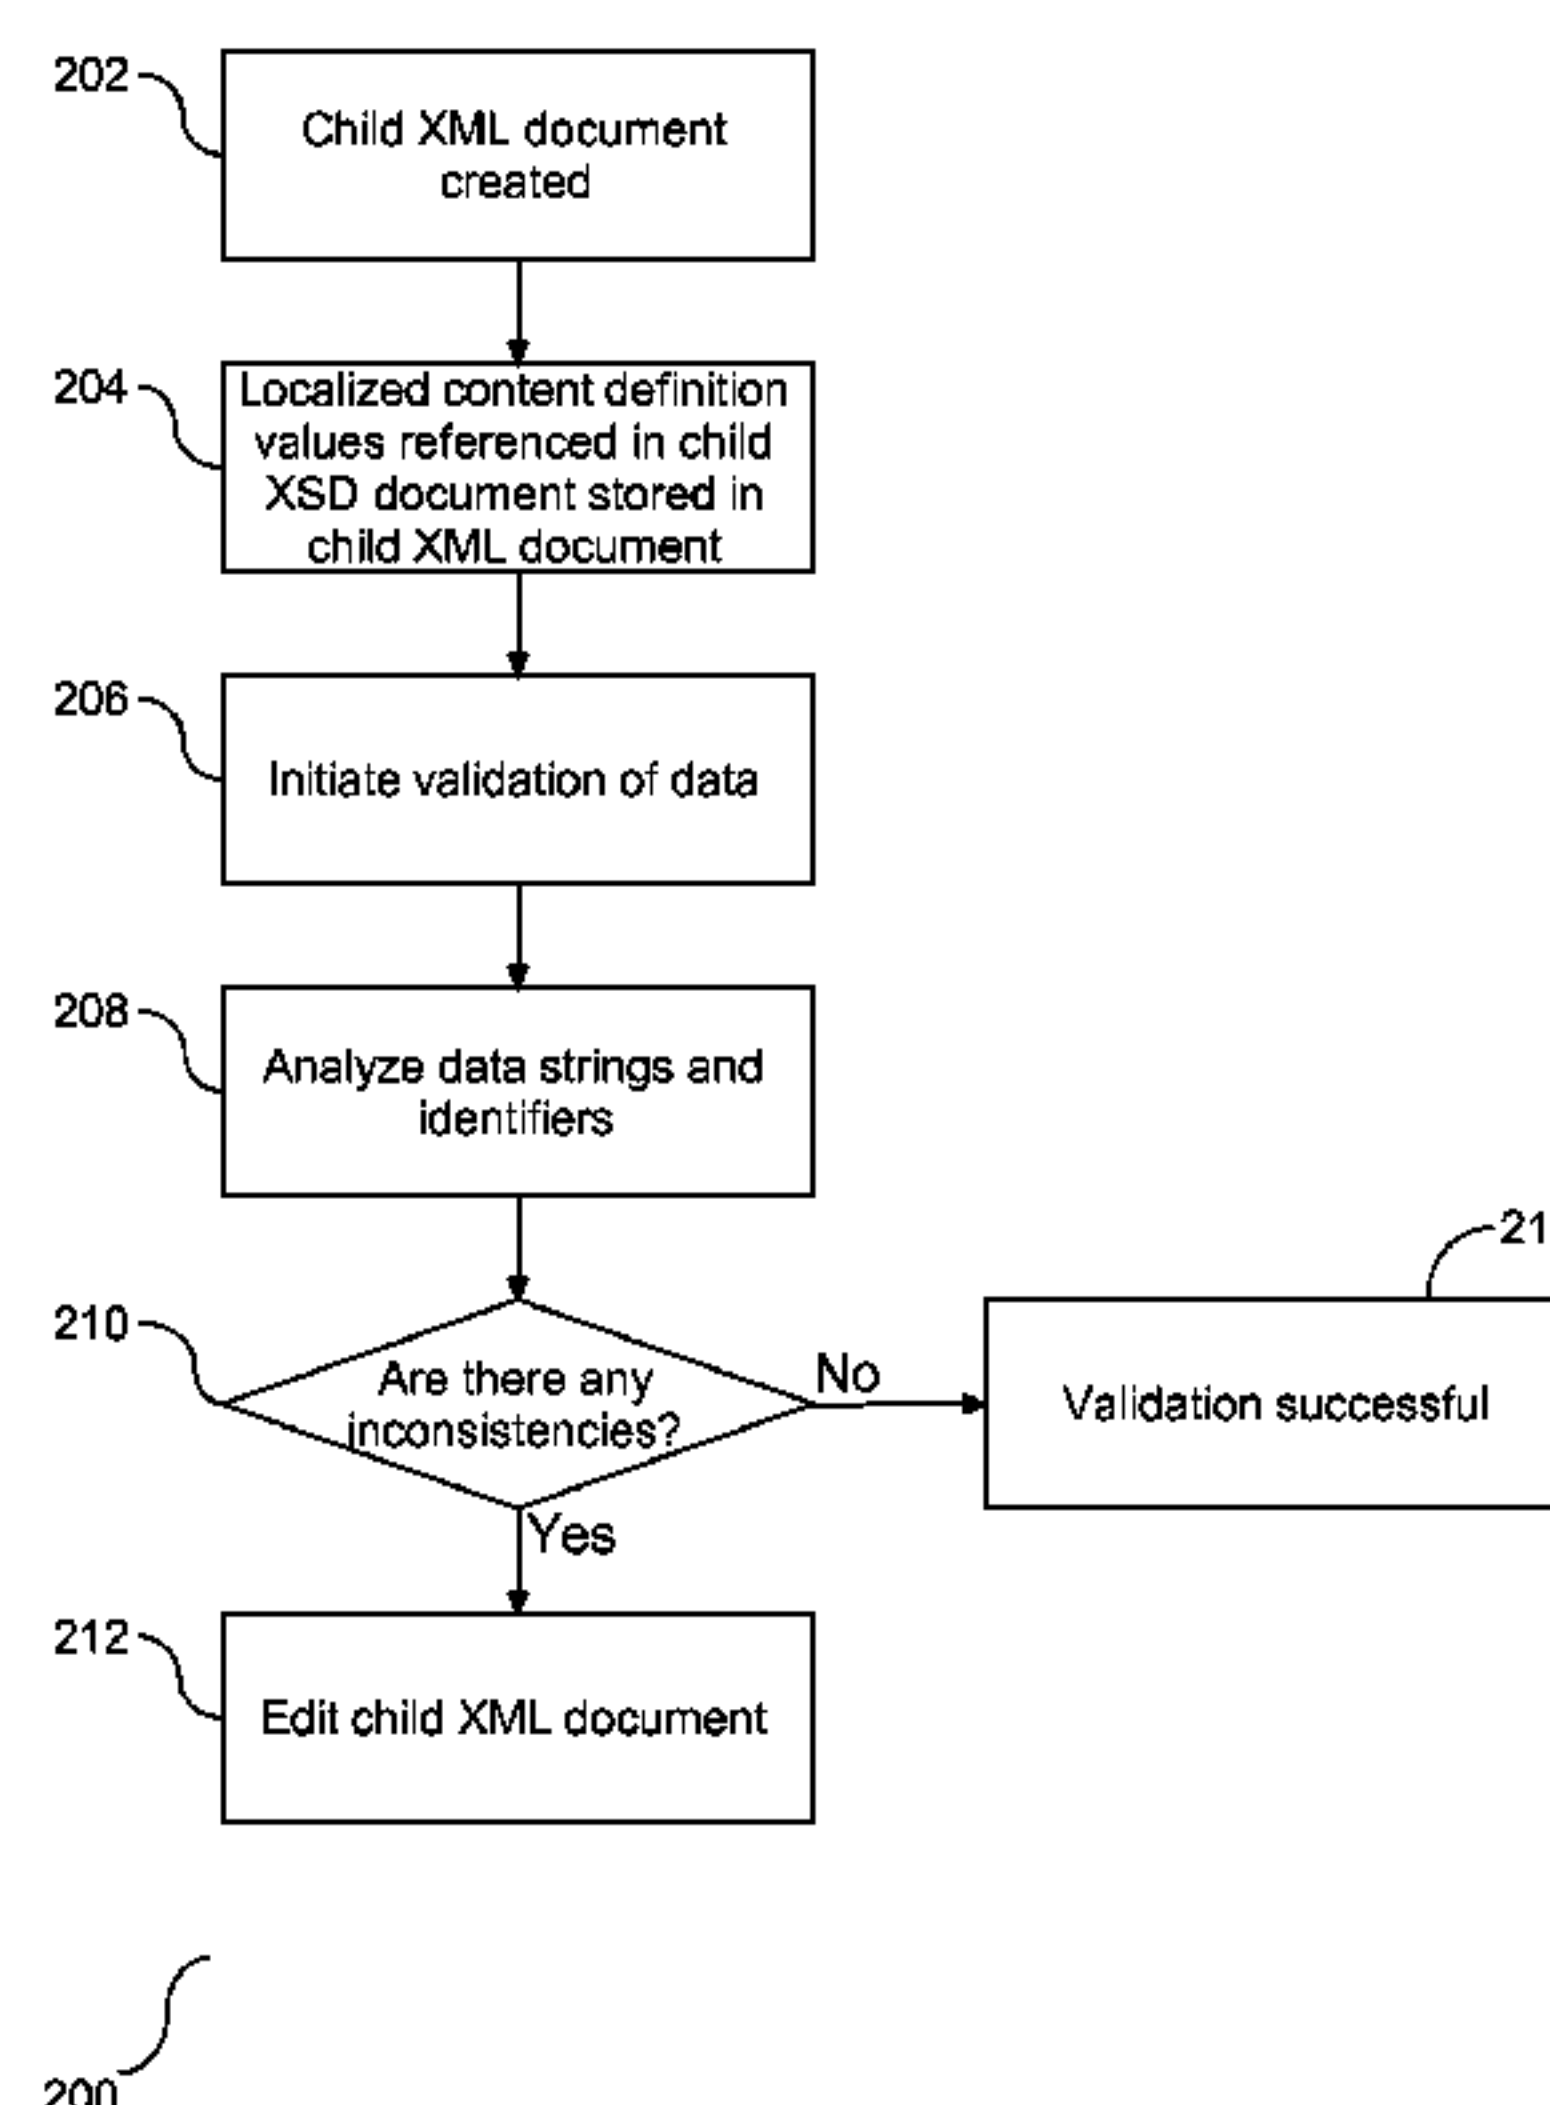 202
Child XML document
created
204
Localized content definition
values referenced in child
XSD document stored in
child XML document
206
Initiate validation of data
208
Analyze data strings and
identifiers
210
Are there any
inconsistencies?
No
Validation successful
Yes
212
Edit child XML document
200